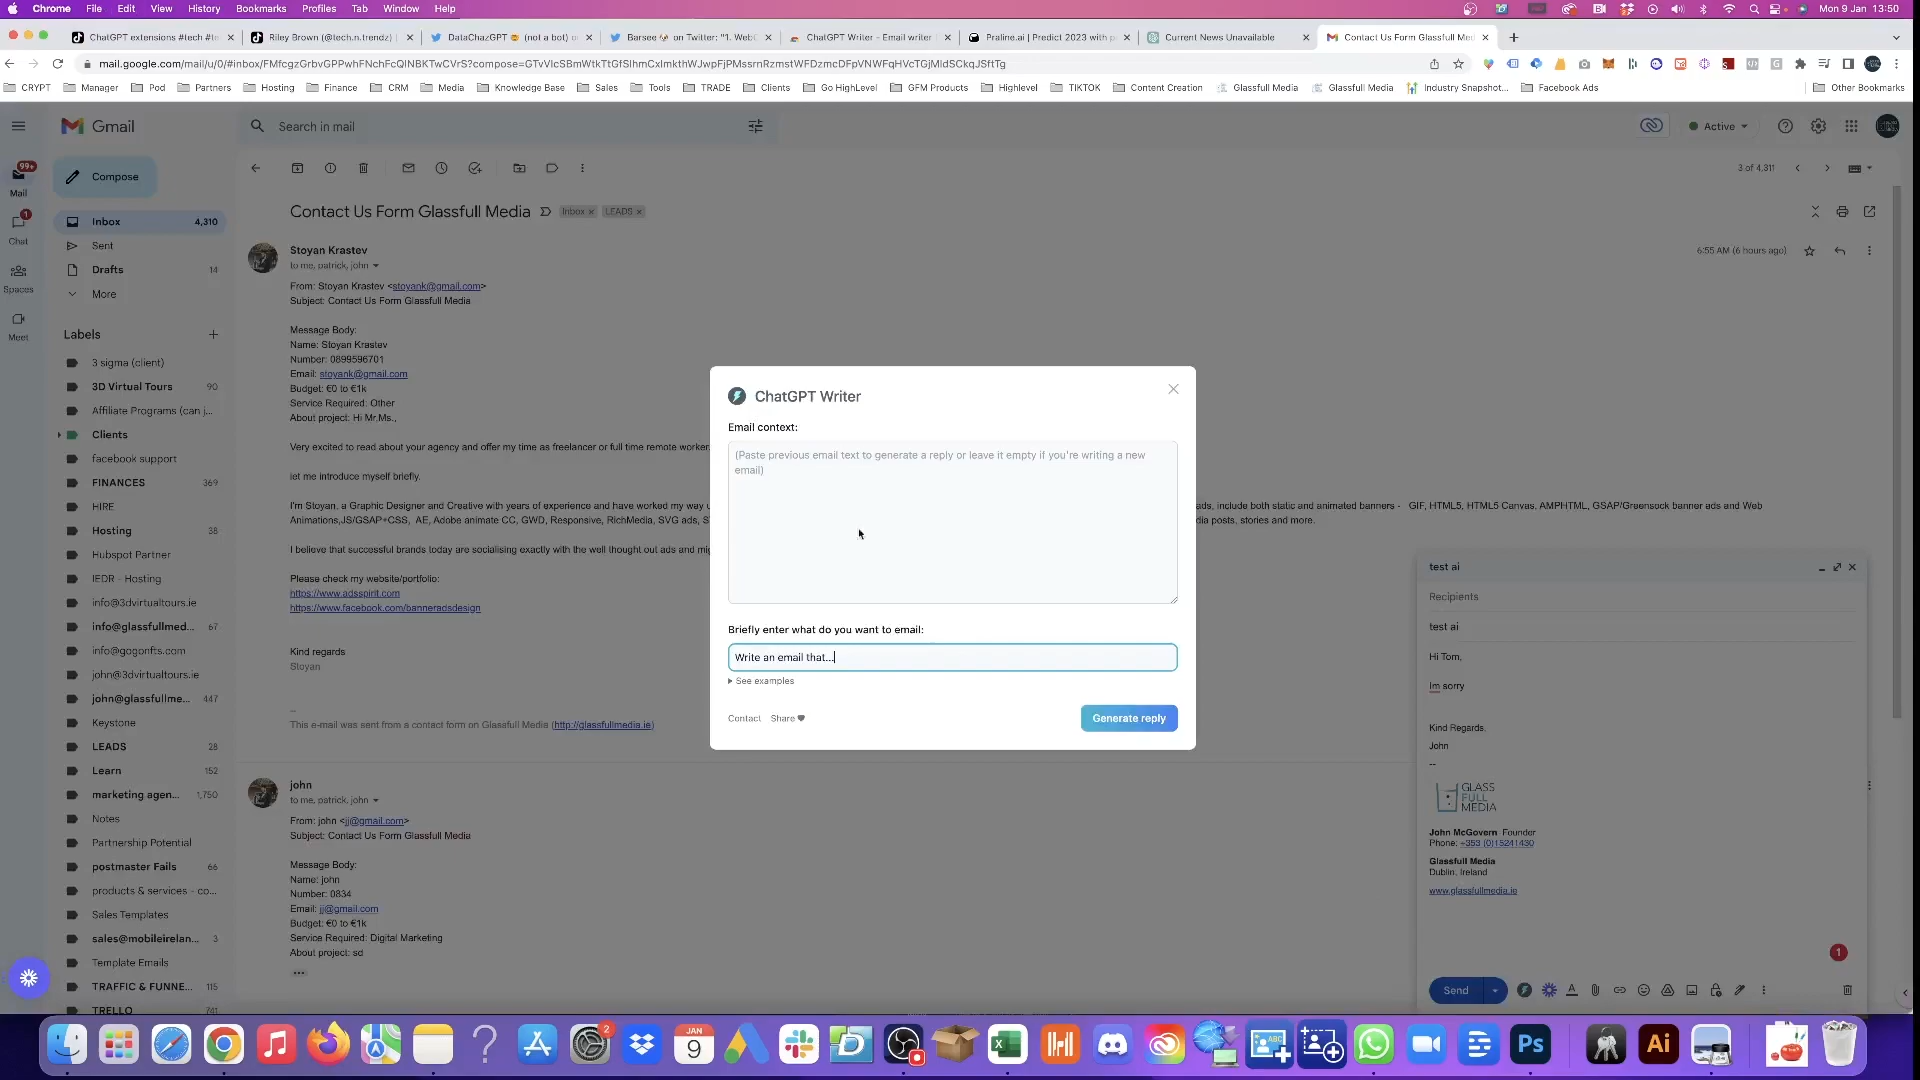 Chrome File Edit View History Bookmarks Profiles Tab Window Help Mon 9 Jan 13:50
ChatGPT extensions #tech #te Riley Brown (@tech.n.trendz) DataChazGPT (not a bot) o Barsee on Twitter: "1. WebC ChatGPT Writer - Email writer Praline.ai | Predict 2023 with p Current News Unavailable Contact Us Form Glassfull Med
mail.google.com/mail/u/0/#inbox/
CRYPT Manager Pod Partners Hosting Finance CRM Media Knowledge Base Sales Tools TRADE Clients Go HighLevel GFM Products Highlevel TIKTOK Content Creation Glassfull Media Glassfull Media Industry Snapshot... Facebook Ads Other Bookmarks
Gmail
Search in mail
Active
99+
Mail
1
Chat
Spaces
Meet
Compose
Inbox 4,310
Sent
Drafts 14
More
Labels
3 sigma (client)
3D Virtual Tours 90
Affiliate Programs (can j...
Clients
facebook support
FINANCES 369
HIRE
Hosting 38
Hubspot Partner
IEDR - Hosting
info@3dvirtualtours.ie
info@glassfullmed... 67
info@gogonfts.com
john@3dvirtualtours.ie
john@glassfullme... 447
Keystone
LEADS 28
Learn 152
marketing agen... 1,750
Notes
Partnership Potential
postmaster Fails 66
products & services - co...
Sales Templates
sales@mobileirelan... 3
Template Emails
TRAFFIC & FUNNE... 115
TRELLO 741
3 of 4,311
Contact Us Form Glassfull Media Inbox x LEADS x
Stoyan Krastev
6:55 AM (6 hours ago)
to me, patrick, john
From: Stoyan Krastev <stoyank@gmail.com>
Subject: Contact Us Form Glassfull Media
Message Body:
Name: Stoyan Krastev
Number: 0899596701
Email: stoyank@gmail.com
Budget: €0 to €1k
Service Required: Other
About project: Hi Mr,Ms.,
Very excited to read about your agency and offer my time as freelancer or full time remote worker.
let me introduce myself briefly.
I'm Stoyan, a Graphic Designer and Creative with years of experience and have worked my way u ads, include both static and animated banners - GIF, HTML5, HTML5 Canvas, AMPHTML, GSAP/Greensock banner ads and Web
Animations,JS/GSAP+CSS, AE, Adobe animate CC, GWD, Responsive, RichMedia, SVG ads, S dia posts, stories and more.
I believe that successful brands today are socialising exactly with the well thought out ads and mig
Please check my website/portfolio:
https://www.adsspirit.com
https://www.facebook.com/banneradsdesign
Kind regards
Stoyan
--
This e-mail was sent from a contact form on Glassfull Media (http://glassfullmedia.ie)
john
to me, patrick, john
From: john <jj@gmail.com>
Subject: Contact Us Form Glassfull Media
Message Body:
Name: john
Number: 0834
Email: jj@gmail.com
Budget: €0 to €1k
Service Required: Digital Marketing
About project: sd
ChatGPT Writer
Email context:
(Paste previous email text to generate a reply or leave it empty if you're writing a new
email)
Briefly enter what do you want to email:
Write an email that...
See examples
Contact Share
Generate reply
test ai
Recipients
test ai
Hi Tom,
Im sorry
Kind Regards,
John
--
GLASS
FULL
MEDIA
John McGovern Founder
Phone: +353 (0)15241430
Glassfull Media
Dublin, Ireland
www.glassfullmedia.ie
1
Send
2
JAN
9
ABC
Ps
Ai